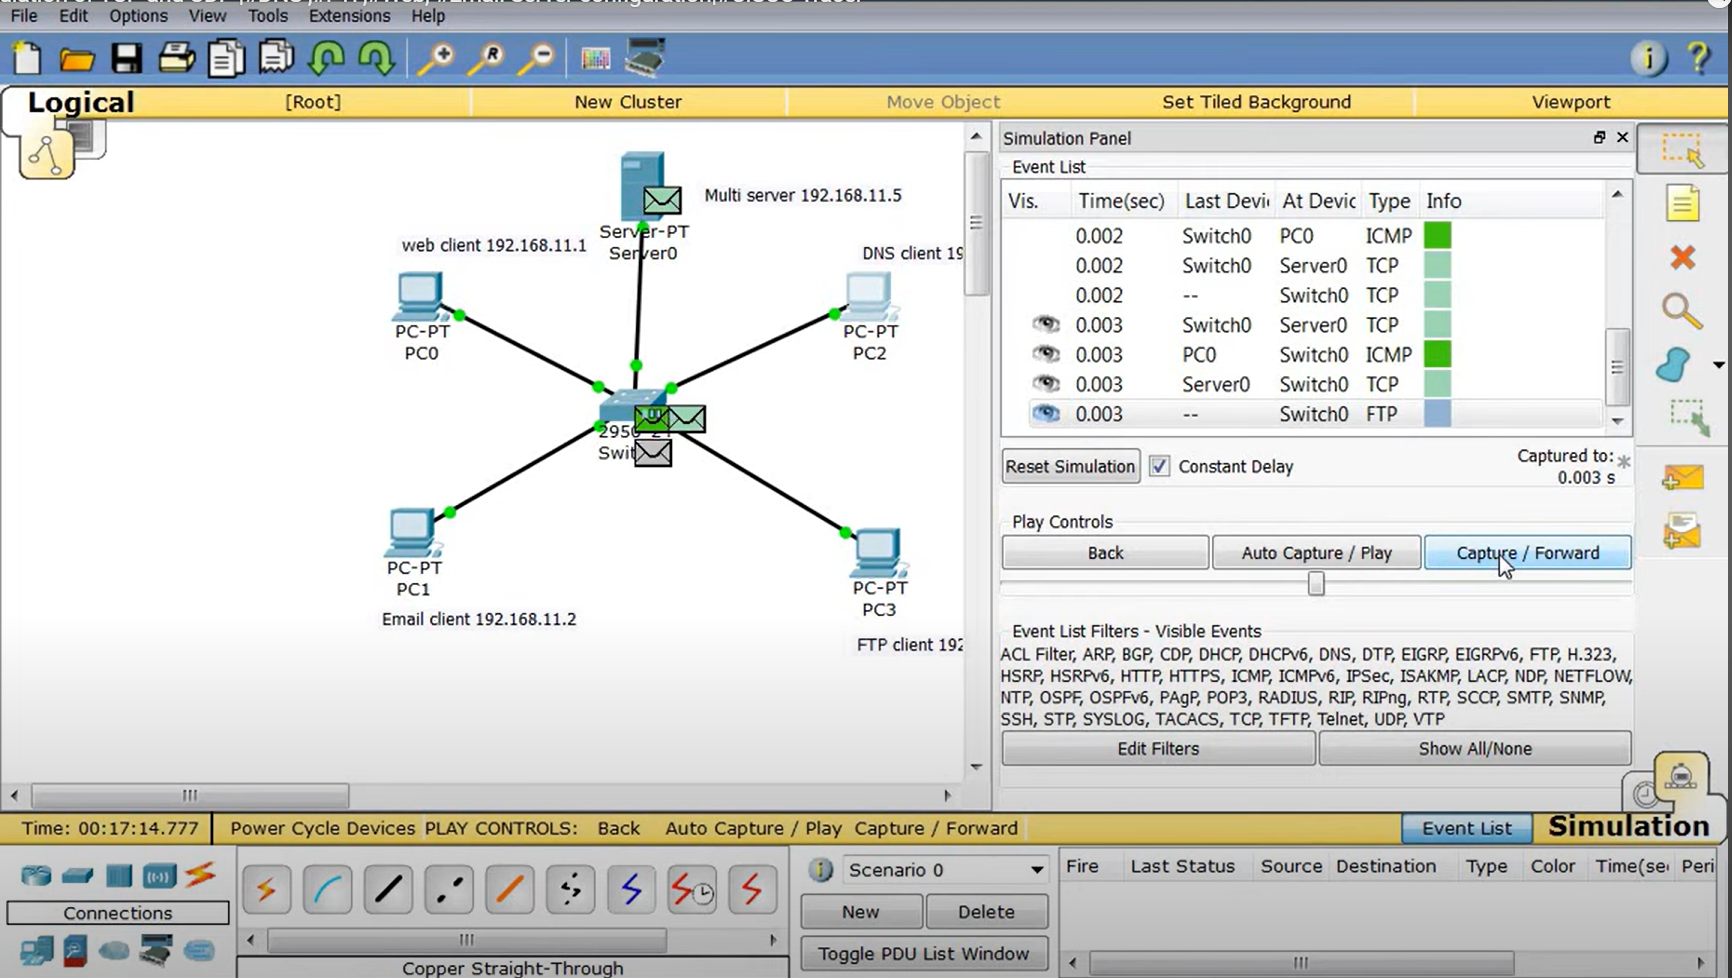 File Edit Options View Tools Extensions Help
Logical [Root] New Cluster Move Object Set Tiled Background Viewport
Multi server 192.168.11.5
Server-PT
Server0
web client 192.168.11.1
DNS client 19
PC-PT
PC0
PC-PT
PC2
2950-24
Swit
PC-PT
PC1
Email client 192.168.11.2
PC-PT
PC3
FTP client 192
Simulation Panel
Event List
Vis. Time(sec) Last Devi At Devic Type Info
0.002 Switch0 PC0 ICMP
0.002 Switch0 Server0 TCP
0.002 -- Switch0 TCP
0.003 Switch0 Server0 TCP
0.003 PC0 Switch0 ICMP
0.003 Server0 Switch0 TCP
0.003 -- Switch0 FTP
Reset Simulation Constant Delay Captured to: *
0.003 s
Play Controls
Back Auto Capture / Play Capture / Forward
Event List Filters - Visible Events
ACL Filter, ARP, BGP, CDP, DHCP, DHCPv6, DNS, DTP, EIGRP, EIGRPv6, FTP, H.323,
HSRP, HSRPv6, HTTP, HTTPS, ICMP, ICMPv6, IPSec, ISAKMP, LACP, NDP, NETFLOW,
NTP, OSPF, OSPFv6, PAgP, POP3, RADIUS, RIP, RIPng, RTP, SCCP, SMTP, SNMP,
SSH, STP, SYSLOG, TACACS, TCP, TFTP, Telnet, UDP, VTP
Edit Filters Show All/None
Time: 00:17:14.777 Power Cycle Devices PLAY CONTROLS: Back Auto Capture / Play Capture / Forward Event List Simulation
Connections
Copper Straight-Through
Scenario 0
New Delete
Toggle PDU List Window
Fire Last Status Source Destination Type Color Time(se Peri